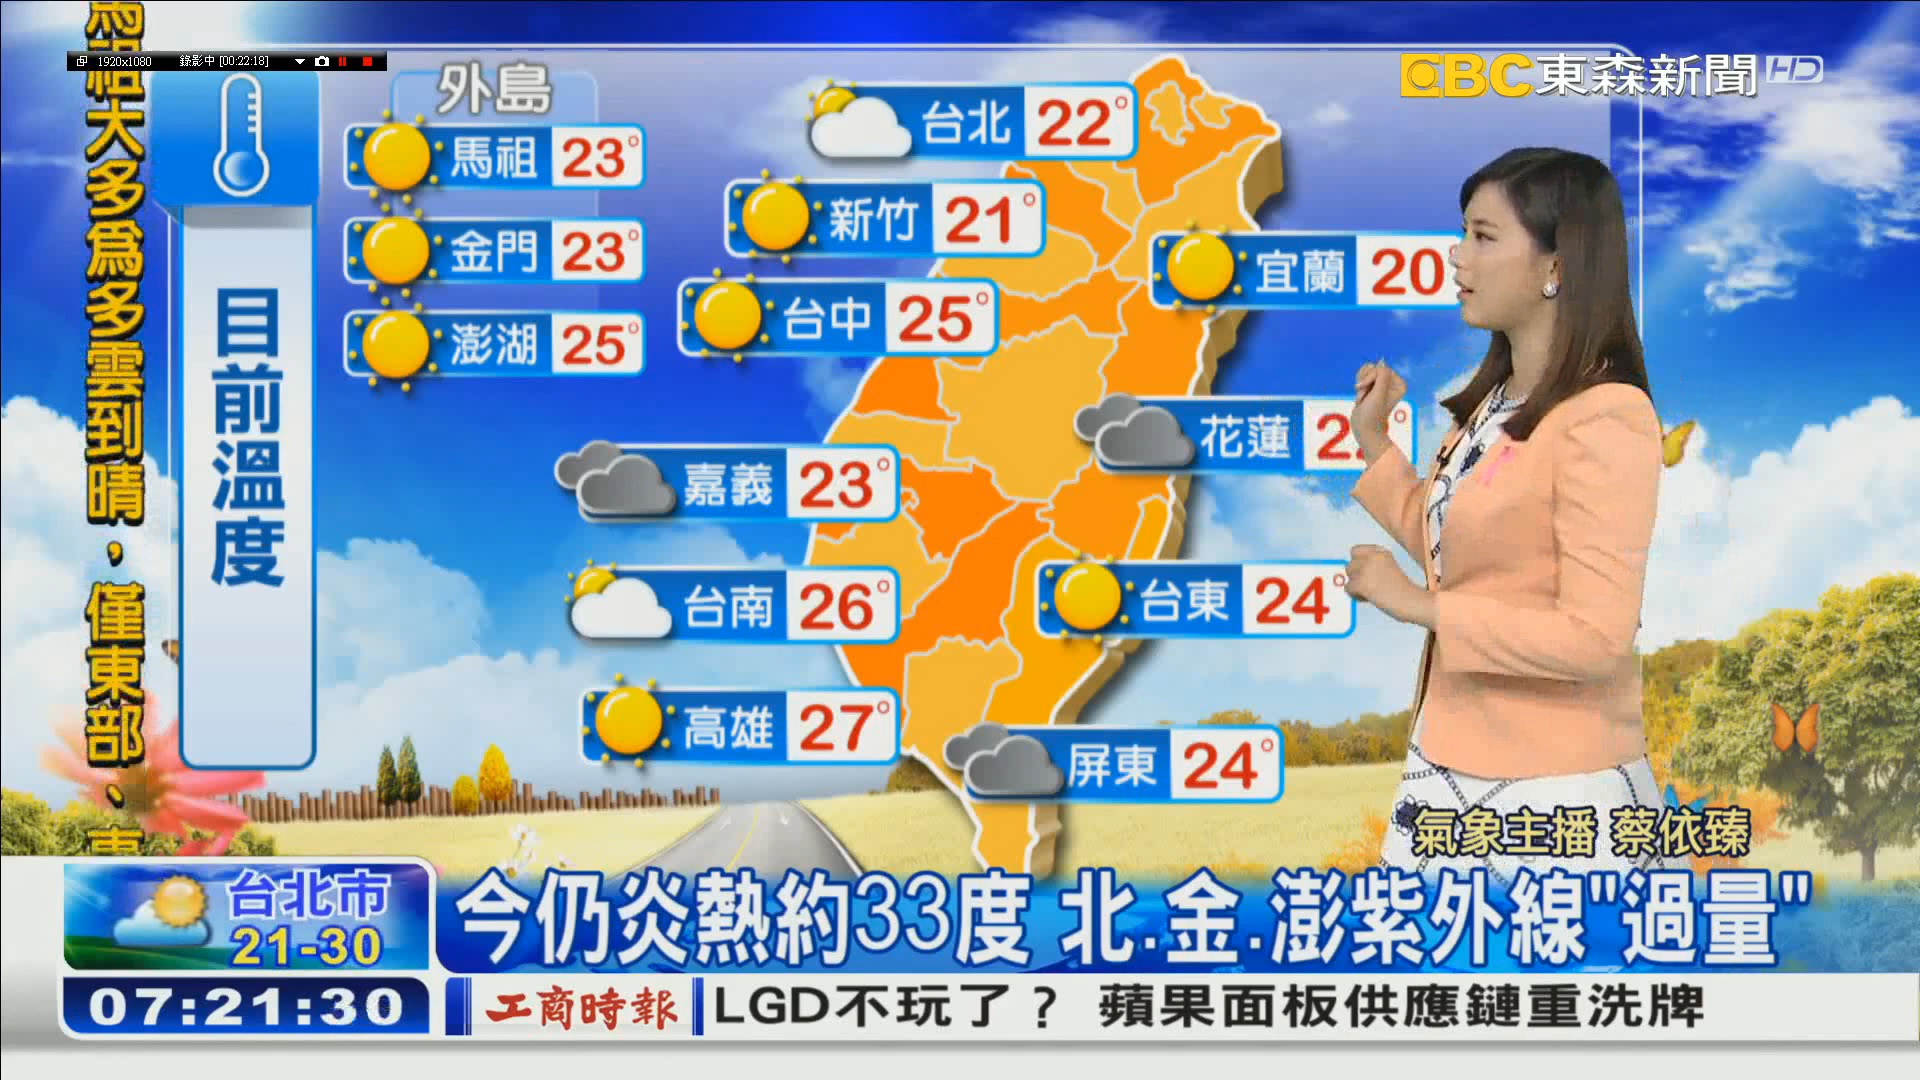 1920x1080 錄影中 [00:22:18]
EBC 東森新聞 HD
馬祖大多為多雲到晴，僅東部、東
目前溫度
外島
馬祖 23°
金門 23°
澎湖 25°
台北 22°
新竹 21°
台中 25°
宜蘭 20
花蓮
嘉義 23°
台南 26°
台東 24°
高雄 27°
屏東 24°
氣象主播 蔡依臻
台北市
21-30
今仍炎熱約33度 北.金.澎紫外線"過量"
07:21:30
工商時報 LGD不玩了？ 蘋果面板供應鏈重洗牌